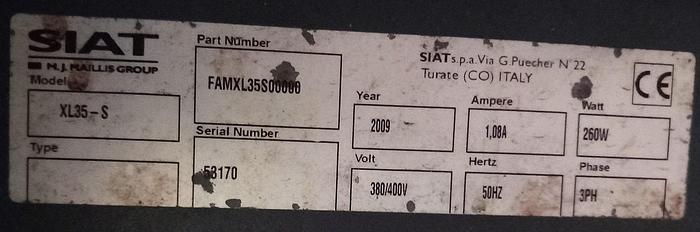 SIAT
M.J. MAILLIS GROUP
Model
XL35-S
Type
Part Number
FAMXL35S00000
Serial Number
53170
SIAT s.p.a. Via G.Puecher N°22
Turate (CO) ITALY
CE
Year
2009
Ampere
1,08A
Watt
260W
Volt
380/400V
Hertz
50HZ
Phase
3PH